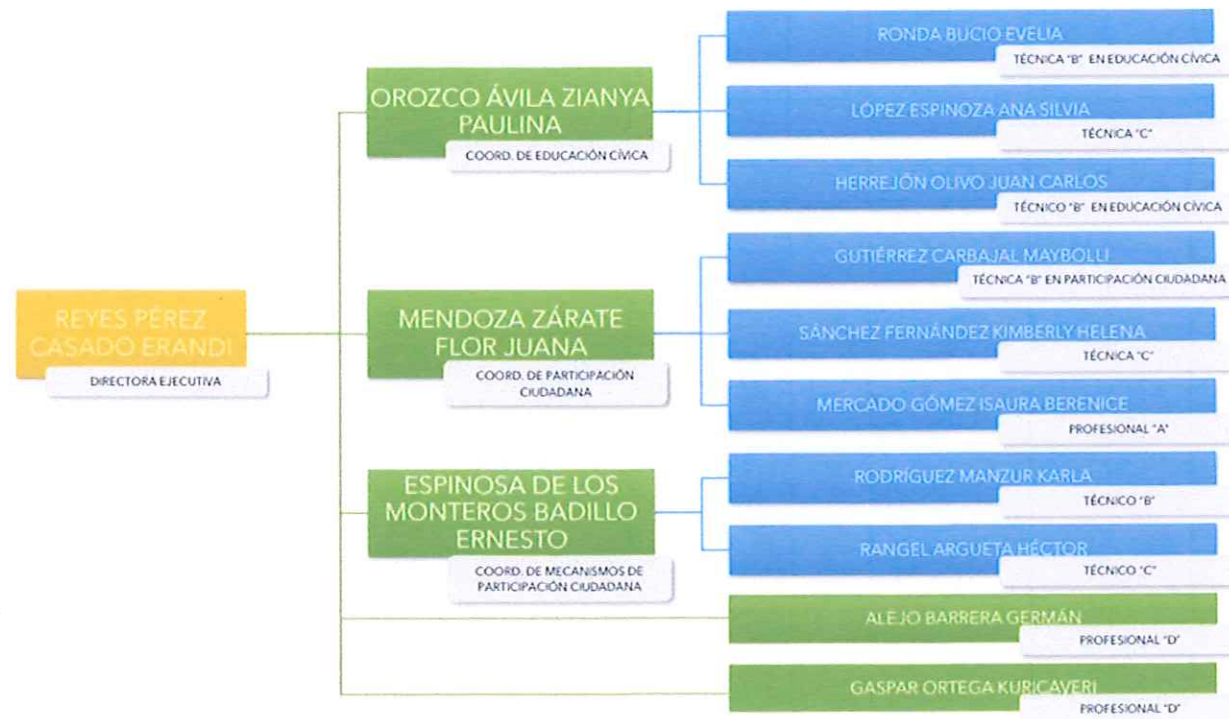 REYES PÉREZ
CASADO ERANDI
DIRECTORA EJECUTIVA
OROZCO ÁVILA ZIANYA
PAULINA
COORD. DE EDUCACIÓN CÍVICA
RONDA BUCIO EVELIA
TÉCNICA "B" EN EDUCACIÓN CÍVICA
LÓPEZ ESPINOZA ANA SILVIA
TÉCNICA "C"
HERREJÓN OLIVO JUAN CARLOS
TÉCNICO "B" EN EDUCACIÓN CÍVICA
MENDOZA ZÁRATE
FLOR JUANA
COORD. DE PARTICIPACIÓN
CIUDADANA
GUTIÉRREZ CARBAJAL MAYBOLLI
TÉCNICA "B" EN PARTICIPACIÓN CIUDADANA
SÁNCHEZ FERNÁNDEZ KIMBERLY HELENA
TÉCNICA "C"
MERCADO GÓMEZ ISAURA BERENICE
PROFESIONAL "A"
ESPINOSA DE LOS
MONTEROS BADILLO
ERNESTO
COORD. DE MECANISMOS DE
PARTICIPACIÓN CIUDADANA
RODRÍGUEZ MANZUR KARLA
TÉCNICO "B"
RANGEL ARGUETA HÉCTOR
TÉCNICO "C"
ALEJO BARRERA GERMÁN
PROFESIONAL "D"
GASPAR ORTEGA KURICAVERI
PROFESIONAL "D"